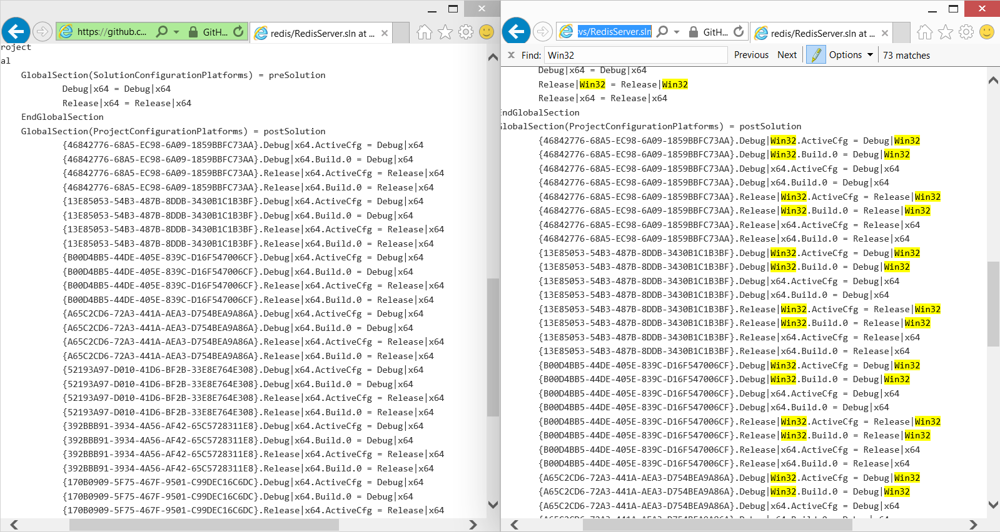 https://github.c...
GitH...
redis/RedisServer.sln at ...
roject
al
GlobalSection(SolutionConfigurationPlatforms) = preSolution
Debug|x64 = Debug|x64
Release|x64 = Release|x64
EndGlobalSection
GlobalSection(ProjectConfigurationPlatforms) = postSolution
{46842776-68A5-EC98-6A09-1859BBFC73AA}.Debug|x64.ActiveCfg = Debug|x64
{46842776-68A5-EC98-6A09-1859BBFC73AA}.Debug|x64.Build.0 = Debug|x64
{46842776-68A5-EC98-6A09-1859BBFC73AA}.Release|x64.ActiveCfg = Release|x64
{46842776-68A5-EC98-6A09-1859BBFC73AA}.Release|x64.Build.0 = Release|x64
{13E85053-54B3-487B-8DDB-3430B1C1B3BF}.Debug|x64.ActiveCfg = Debug|x64
{13E85053-54B3-487B-8DDB-3430B1C1B3BF}.Debug|x64.Build.0 = Debug|x64
{13E85053-54B3-487B-8DDB-3430B1C1B3BF}.Release|x64.ActiveCfg = Release|x64
{13E85053-54B3-487B-8DDB-3430B1C1B3BF}.Release|x64.Build.0 = Release|x64
{B00D4BB5-44DE-405E-839C-D16F547006CF}.Debug|x64.ActiveCfg = Debug|x64
{B00D4BB5-44DE-405E-839C-D16F547006CF}.Debug|x64.Build.0 = Debug|x64
{B00D4BB5-44DE-405E-839C-D16F547006CF}.Release|x64.ActiveCfg = Release|x64
{B00D4BB5-44DE-405E-839C-D16F547006CF}.Release|x64.Build.0 = Release|x64
{A65C2CD6-72A3-441A-AEA3-D754BEA9A86A}.Debug|x64.ActiveCfg = Debug|x64
{A65C2CD6-72A3-441A-AEA3-D754BEA9A86A}.Debug|x64.Build.0 = Debug|x64
{A65C2CD6-72A3-441A-AEA3-D754BEA9A86A}.Release|x64.ActiveCfg = Release|x64
{A65C2CD6-72A3-441A-AEA3-D754BEA9A86A}.Release|x64.Build.0 = Release|x64
{52193A97-D010-41D6-BF2B-33E8E764E308}.Debug|x64.ActiveCfg = Debug|x64
{52193A97-D010-41D6-BF2B-33E8E764E308}.Debug|x64.Build.0 = Debug|x64
{52193A97-D010-41D6-BF2B-33E8E764E308}.Release|x64.ActiveCfg = Release|x64
{52193A97-D010-41D6-BF2B-33E8E764E308}.Release|x64.Build.0 = Release|x64
{392BBB91-3934-4A56-AF42-65C5728311E8}.Debug|x64.ActiveCfg = Debug|x64
{392BBB91-3934-4A56-AF42-65C5728311E8}.Debug|x64.Build.0 = Debug|x64
{392BBB91-3934-4A56-AF42-65C5728311E8}.Release|x64.ActiveCfg = Release|x64
{392BBB91-3934-4A56-AF42-65C5728311E8}.Release|x64.Build.0 = Release|x64
{170B0909-5F75-467F-9501-C99DEC16C6DC}.Debug|x64.ActiveCfg = Debug|x64
{170B0909-5F75-467F-9501-C99DEC16C6DC}.Debug|x64.Build.0 = Debug|x64
{170B0909-5F75-467F-9501-C99DEC16C6DC}.Release|x64.ActiveCfg = Release|x64
vs/RedisServer.sln
GitH...
redis/RedisServer.sln at ...
Find: Win32 Previous Next Options 73 matches
Debug|x64 = Debug|x64
Release|Win32 = Release|Win32
Release|x64 = Release|x64
ndGlobalSection
lobalSection(ProjectConfigurationPlatforms) = postSolution
{46842776-68A5-EC98-6A09-1859BBFC73AA}.Debug|Win32.ActiveCfg = Debug|Win32
{46842776-68A5-EC98-6A09-1859BBFC73AA}.Debug|Win32.Build.0 = Debug|Win32
{46842776-68A5-EC98-6A09-1859BBFC73AA}.Debug|x64.ActiveCfg = Debug|x64
{46842776-68A5-EC98-6A09-1859BBFC73AA}.Debug|x64.Build.0 = Debug|x64
{46842776-68A5-EC98-6A09-1859BBFC73AA}.Release|Win32.ActiveCfg = Release|Win32
{46842776-68A5-EC98-6A09-1859BBFC73AA}.Release|Win32.Build.0 = Release|Win32
{46842776-68A5-EC98-6A09-1859BBFC73AA}.Release|x64.ActiveCfg = Release|x64
{46842776-68A5-EC98-6A09-1859BBFC73AA}.Release|x64.Build.0 = Release|x64
{13E85053-54B3-487B-8DDB-3430B1C1B3BF}.Debug|Win32.ActiveCfg = Debug|Win32
{13E85053-54B3-487B-8DDB-3430B1C1B3BF}.Debug|Win32.Build.0 = Debug|Win32
{13E85053-54B3-487B-8DDB-3430B1C1B3BF}.Debug|x64.ActiveCfg = Debug|x64
{13E85053-54B3-487B-8DDB-3430B1C1B3BF}.Debug|x64.Build.0 = Debug|x64
{13E85053-54B3-487B-8DDB-3430B1C1B3BF}.Release|Win32.ActiveCfg = Release|Win32
{13E85053-54B3-487B-8DDB-3430B1C1B3BF}.Release|Win32.Build.0 = Release|Win32
{13E85053-54B3-487B-8DDB-3430B1C1B3BF}.Release|x64.ActiveCfg = Release|x64
{13E85053-54B3-487B-8DDB-3430B1C1B3BF}.Release|x64.Build.0 = Release|x64
{B00D4BB5-44DE-405E-839C-D16F547006CF}.Debug|Win32.ActiveCfg = Debug|Win32
{B00D4BB5-44DE-405E-839C-D16F547006CF}.Debug|Win32.Build.0 = Debug|Win32
{B00D4BB5-44DE-405E-839C-D16F547006CF}.Debug|x64.ActiveCfg = Debug|x64
{B00D4BB5-44DE-405E-839C-D16F547006CF}.Debug|x64.Build.0 = Debug|x64
{B00D4BB5-44DE-405E-839C-D16F547006CF}.Release|Win32.ActiveCfg = Release|Win32
{B00D4BB5-44DE-405E-839C-D16F547006CF}.Release|Win32.Build.0 = Release|Win32
{B00D4BB5-44DE-405E-839C-D16F547006CF}.Release|x64.ActiveCfg = Release|x64
{B00D4BB5-44DE-405E-839C-D16F547006CF}.Release|x64.Build.0 = Release|x64
{A65C2CD6-72A3-441A-AEA3-D754BEA9A86A}.Debug|Win32.ActiveCfg = Debug|Win32
{A65C2CD6-72A3-441A-AEA3-D754BEA9A86A}.Debug|Win32.Build.0 = Debug|Win32
{A65C2CD6-72A3-441A-AEA3-D754BEA9A86A}.Debug|x64.ActiveCfg = Debug|x64